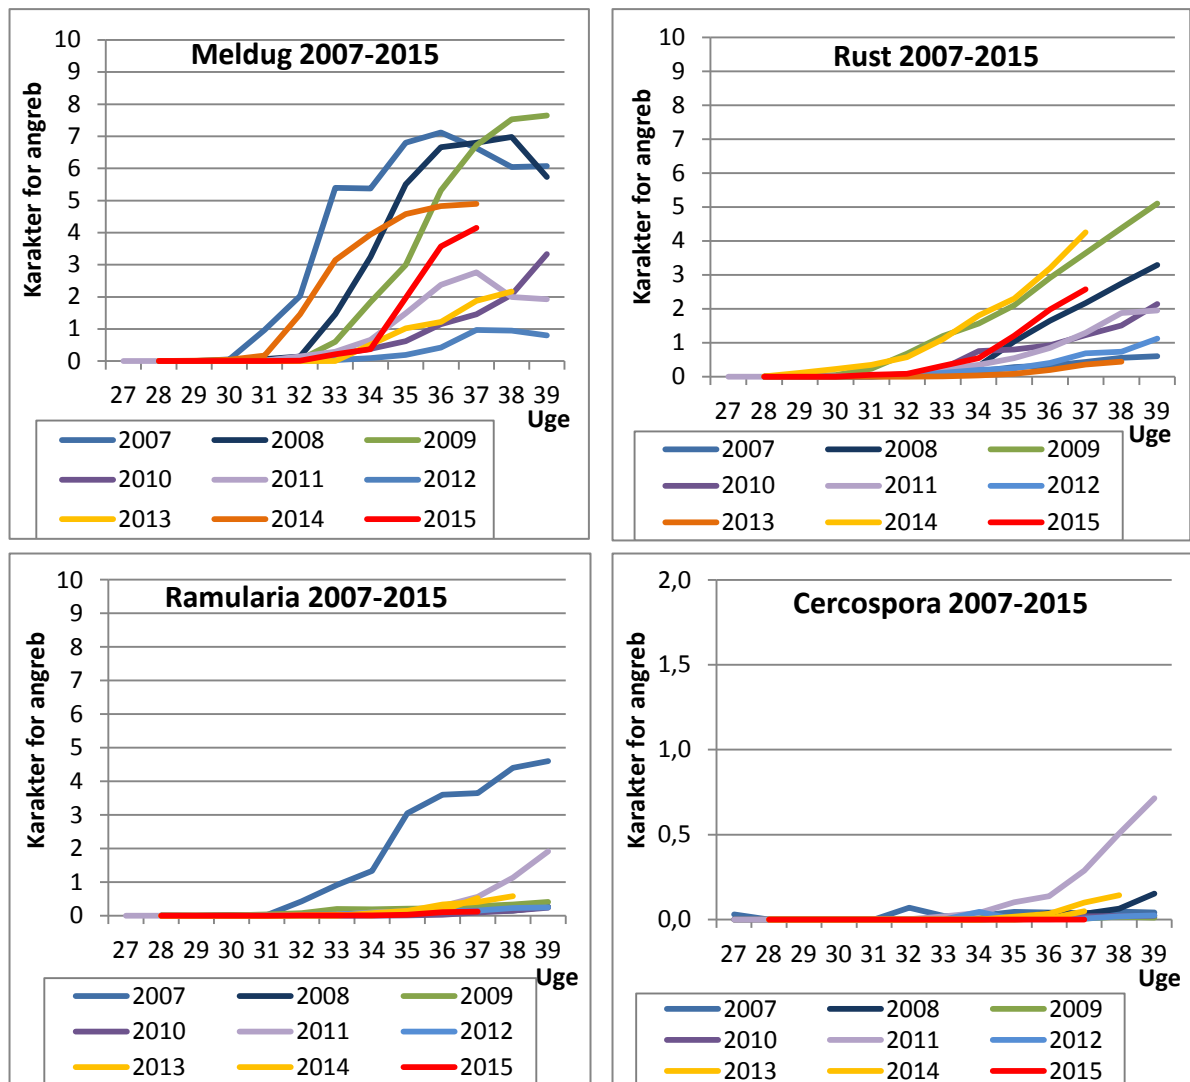 Meldug 2007-2015
Karakter for angreb
10
9
8
7
6
5
4
3
2
1
0
27 28 29 30 31 32 33 34 35 36 37 38 39
Uge
2007 2008 2009
2010 2011 2012
2013 2014 2015
Rust 2007-2015
Karakter for angreb
10
9
8
7
6
5
4
3
2
1
0
27 28 29 30 31 32 33 34 35 36 37 38 39
Uge
2007 2008 2009
2010 2011 2012
2013 2014 2015
Ramularia 2007-2015
Karakter for angreb
10
9
8
7
6
5
4
3
2
1
0
27 28 29 30 31 32 33 34 35 36 37 38 39
Uge
2007 2008 2009
2010 2011 2012
2013 2014 2015
Cercospora 2007-2015
Karakter for angreb
2,0
1,5
1,0
0,5
0,0
27 28 29 30 31 32 33 34 35 36 37 38 39
Uge
2007 2008 2009
2010 2011 2012
2013 2014 2015